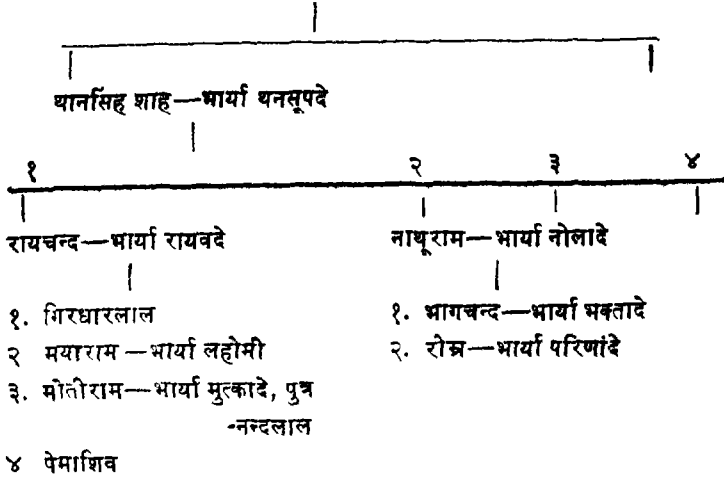 थानसिंह शाह—भार्या थनसूपदे
१ २ ३ ४
रायचन्द—भार्या रायवदे
नाथूराम—भार्या नोलादे
१. गिरधारलाल
२ मयाराम—भार्या लहोमी
३. मोतीराम—भार्या मुत्कादे, पुत्र
-नन्दलाल
४ पेमाशिव
१. भागचन्द—भार्या भक्तादे
२. रोम्र—भार्या परिणांदे